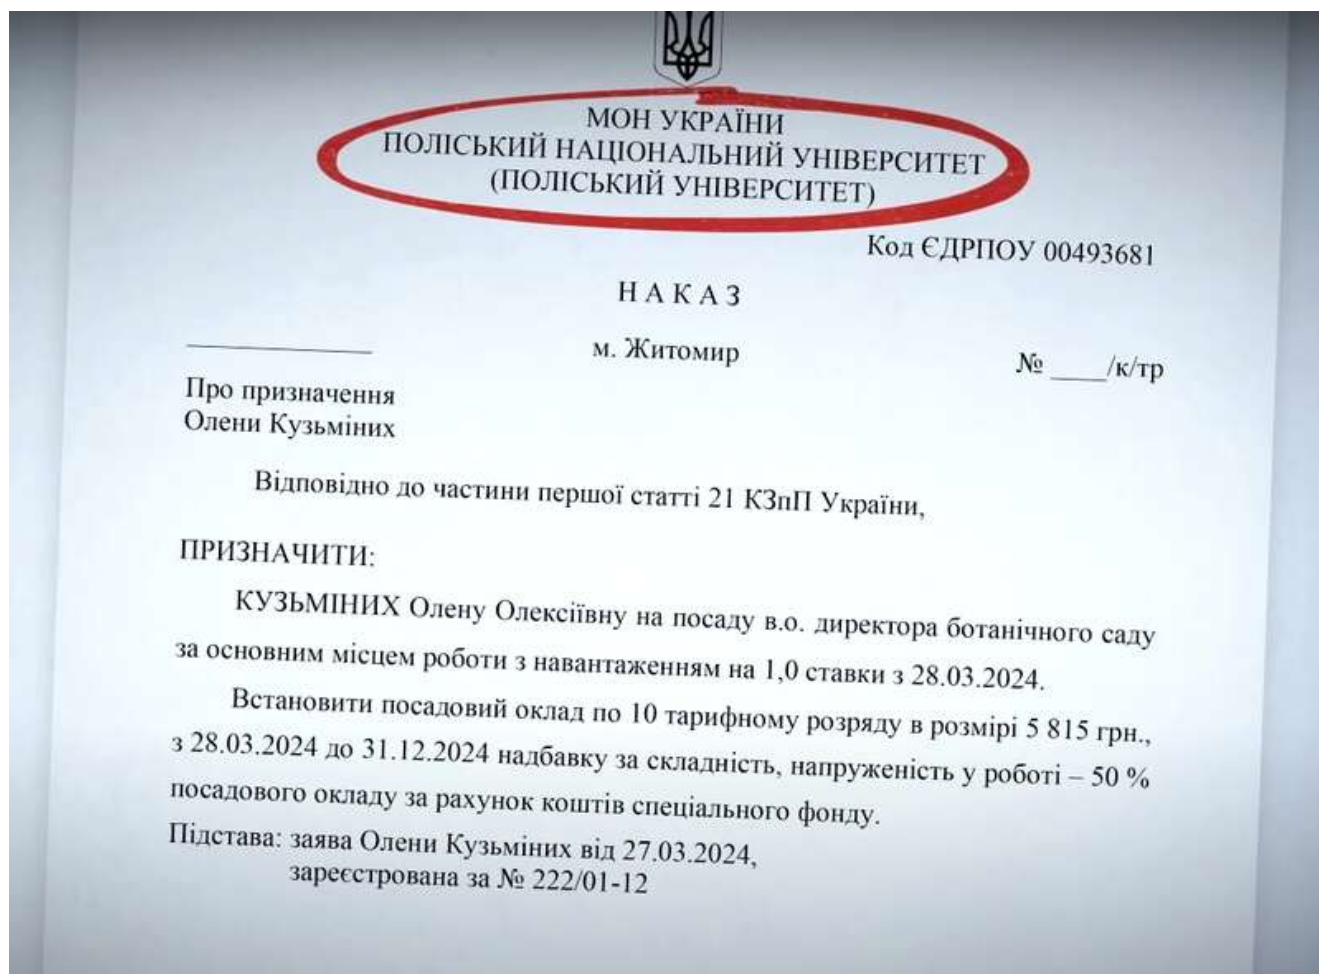 МОН УКРАЇНИ
ПОЛІСЬКИЙ НАЦІОНАЛЬНИЙ УНІВЕРСИТЕТ
(ПОЛІСЬКИЙ УНІВЕРСИТЕТ)
Код ЄДРПОУ 00493681
Н А К А З
____________ м. Житомир № ____/к/тр
Про призначення
Олени Кузьміних
Відповідно до частини першої статті 21 КЗпП України,
ПРИЗНАЧИТИ:
КУЗЬМІНИХ Олену Олексіївну на посаду в.о. директора ботанічного саду
за основним місцем роботи з навантаженням на 1,0 ставки з 28.03.2024.
Встановити посадовий оклад по 10 тарифному розряду в розмірі 5 815 грн.,
з 28.03.2024 до 31.12.2024 надбавку за складність, напруженість у роботі – 50 %
посадового окладу за рахунок коштів спеціального фонду.
Підстава: заява Олени Кузьміних від 27.03.2024,
зареєстрована за № 222/01-12